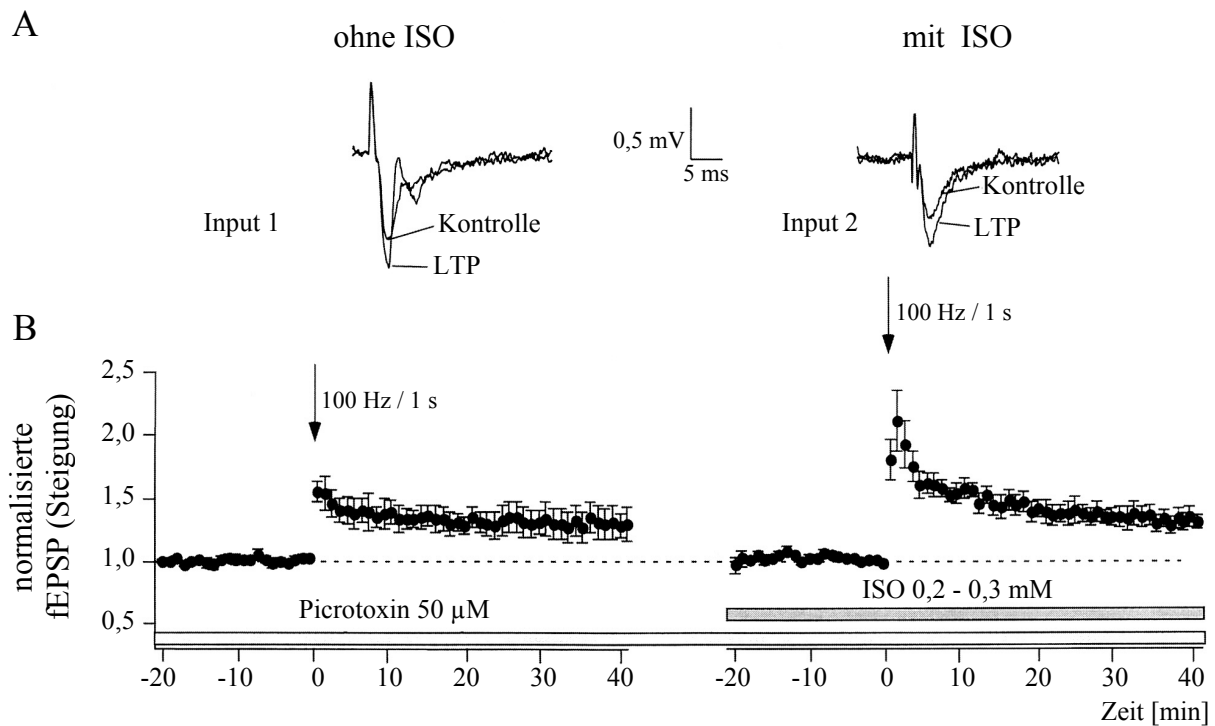 A
ohne ISO
mit ISO
0,5 mV
5 ms
Input 1
Kontrolle
LTP
Input 2
Kontrolle
LTP
B
100 Hz / 1 s
100 Hz / 1 s
normalisierte
fEPSP (Steigung)
2,5
2,0
1,5
1,0
0,5
Picrotoxin 50 µM
ISO 0,2 - 0,3 mM
-20 -10 0 10 20 30 40
-20 -10 0 10 20 30 40
Zeit [min]